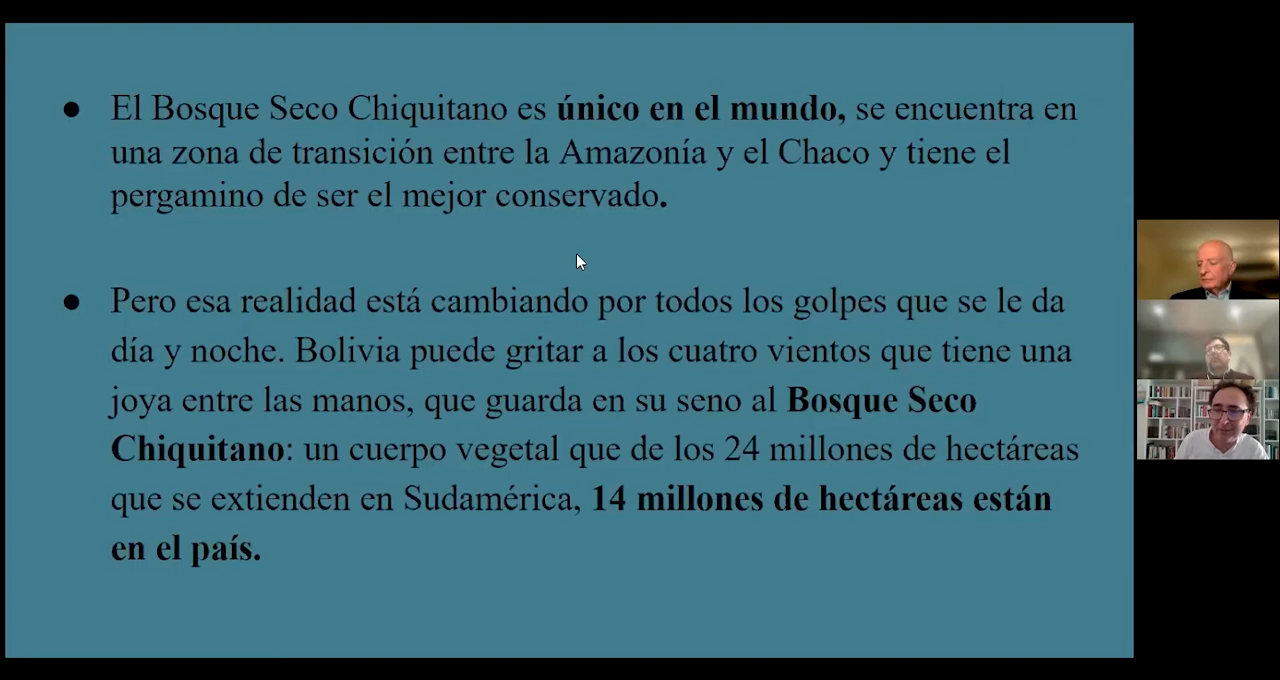 ● El Bosque Seco Chiquitano es único en el mundo, se encuentra en
una zona de transición entre la Amazonía y el Chaco y tiene el
pergamino de ser el mejor conservado.
● Pero esa realidad está cambiando por todos los golpes que se le da
día y noche. Bolivia puede gritar a los cuatro vientos que tiene una
joya entre las manos, que guarda en su seno al Bosque Seco
Chiquitano: un cuerpo vegetal que de los 24 millones de hectáreas
que se extienden en Sudamérica, 14 millones de hectáreas están
en el país.